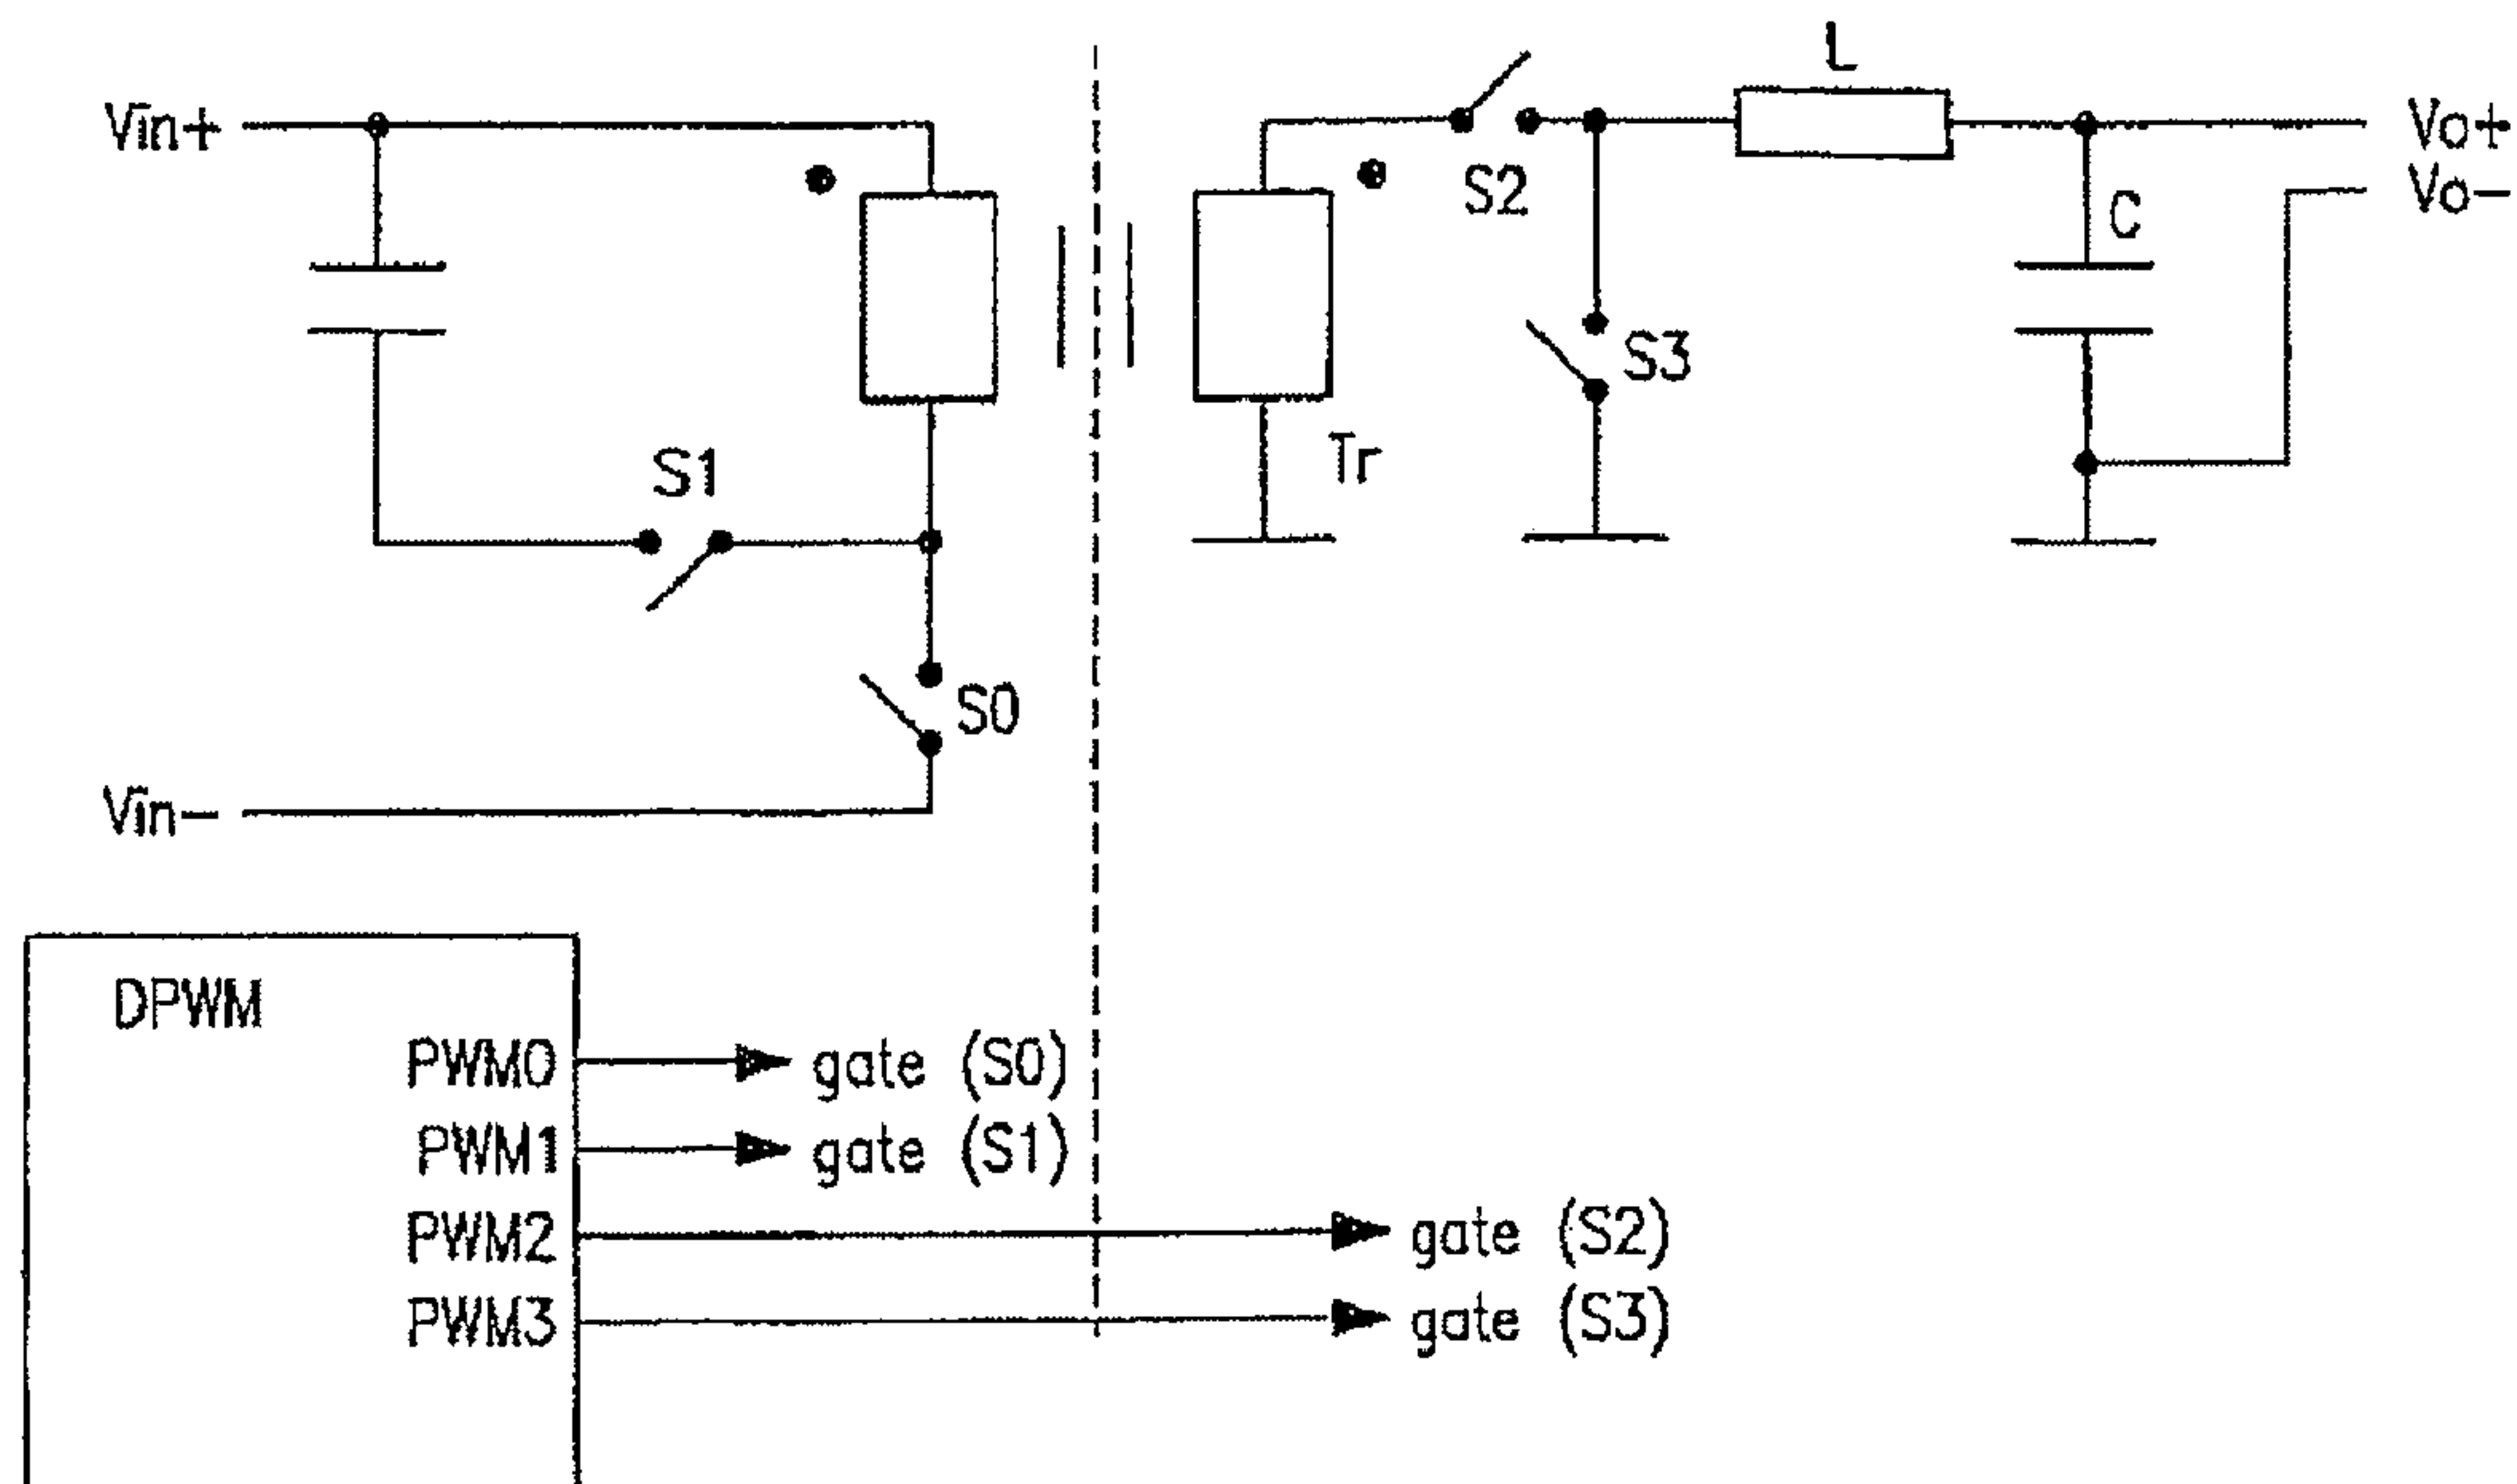 L
Vin+
Vo+
S2
Vo-
C
S3
S1
Tr
S0
Vin-
DPWM
PWM0 gate (S0)
PWM1 gate (S1)
PWM2 gate (S2)
PWM3 gate (S3)